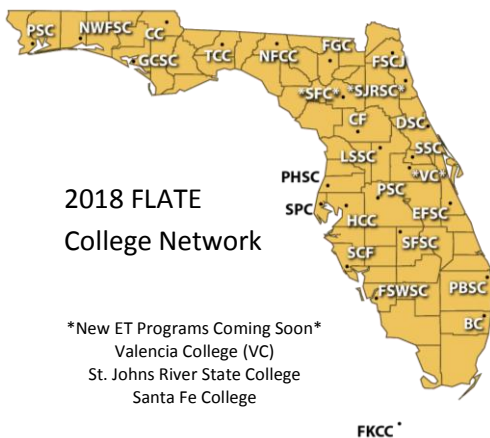 PSC
NWFSC
CC
GCSC
TCC
NFCC
FGC
FSCJ
*SFC*
*SJRSC*
CF
DSC
LSSC
SSC
*VC*
PHSC
PSC
SPC
HCC
EFSC
SCF
SFSC
FSWSC
PBSC
BC
FKCC
2018 FLATE
College Network
*New ET Programs Coming Soon*
Valencia College (VC)
St. Johns River State College
Santa Fe College